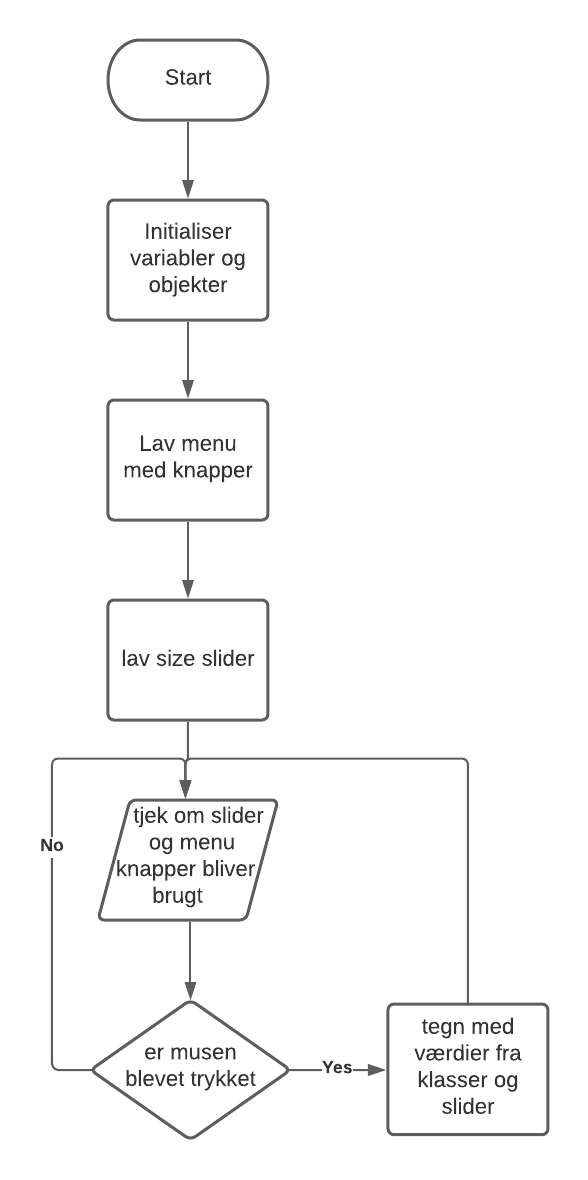 Start
Initialiser
variabler og
objekter
Lav menu
med knapper
lav size slider
No
tjek om slider
og menu
knapper bliver
brugt
er musen
blevet trykket
Yes
tegn med
værdier fra
klasser og
slider